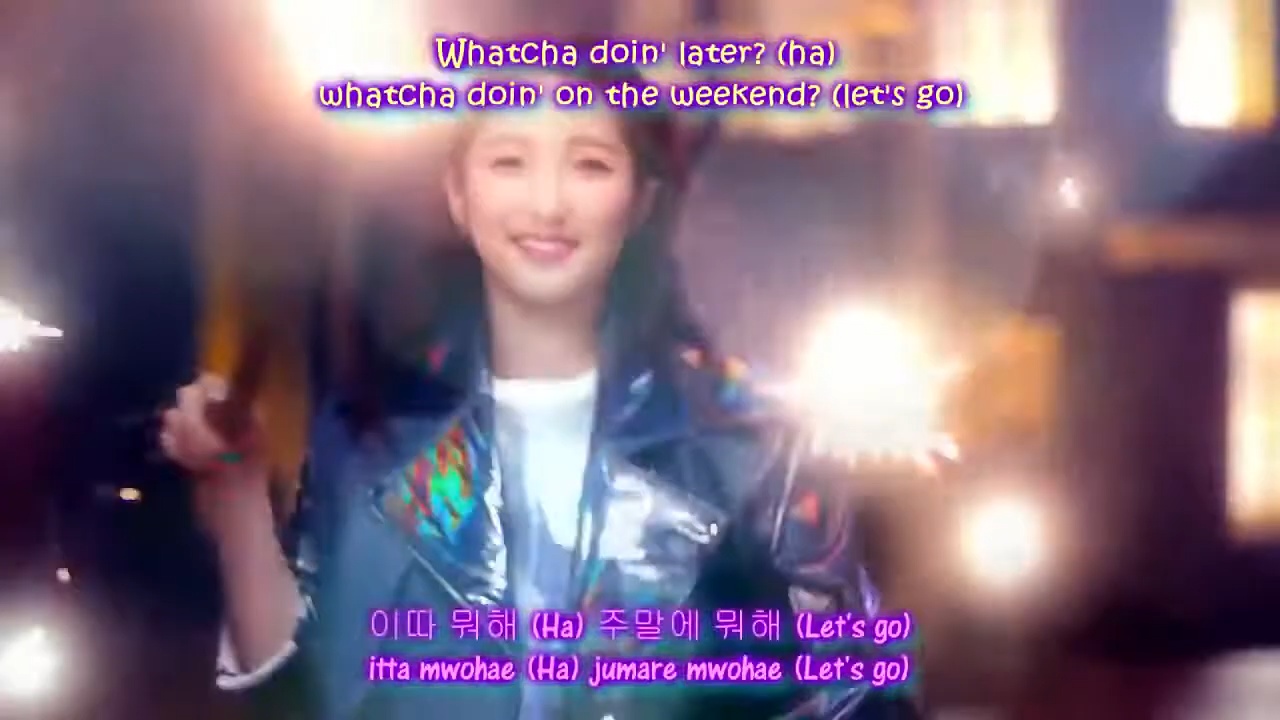 Whatcha doin' later? (ha)
whatcha doin' on the weekend? (let's go)
이따 뭐해 (Ha) 주말에 뭐해 (Let's go)
itta mwohae (Ha) jumare mwohae (Let's go)